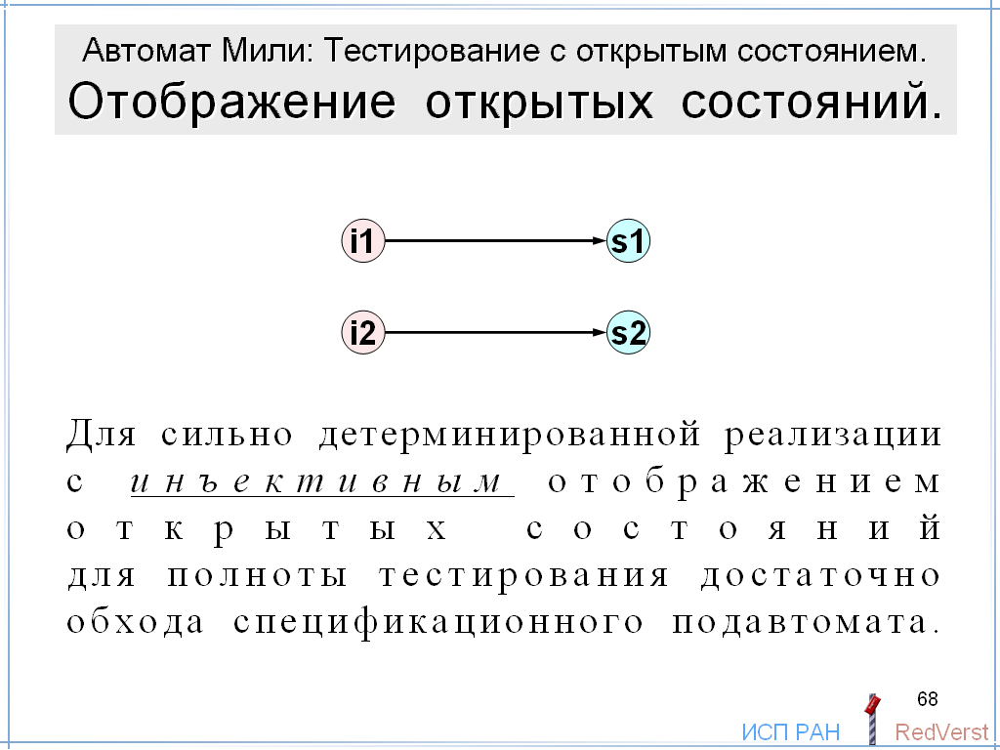 Автомат Мили: Тестирование с открытым состоянием.
Отображение открытых состояний.
i1 s1
i2 s2
Для сильно детерминированной реализации
с инъективным отображением
открытых состояний
для полноты тестирования достаточно
обхода спецификационного подавтомата.
68
ИСП РАН RedVerst